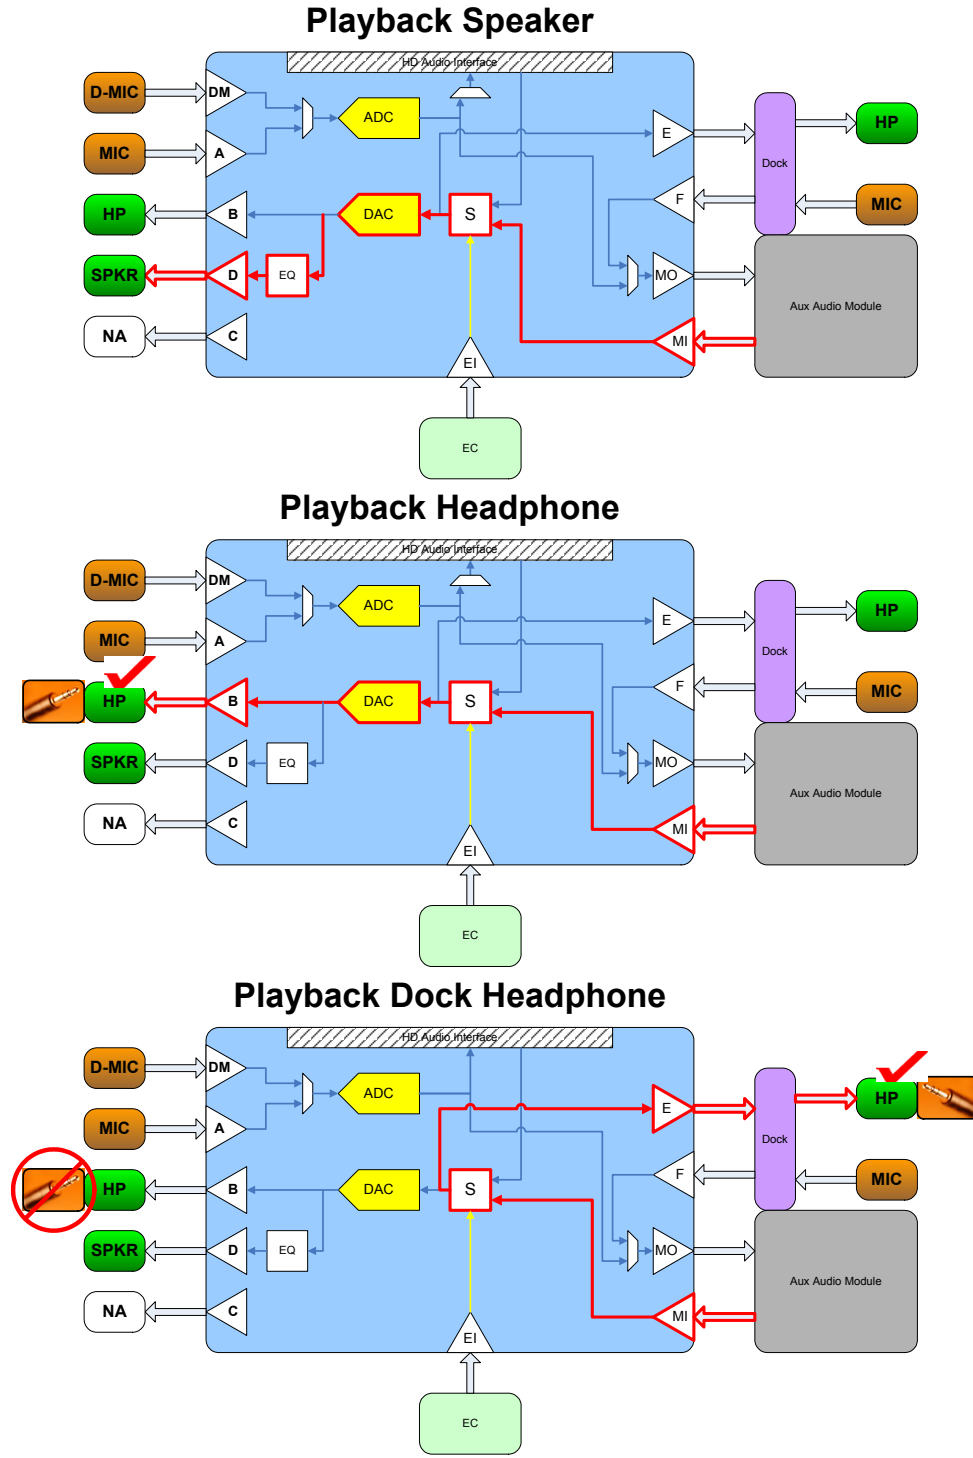 Playback Speaker
HD Audio Interface
D-MIC
DM
ADC
E
HP
MIC
A
Dock
HP
B
DAC
S
F
MIC
SPKR
D
EQ
MO
Aux Audio Module
NA
C
EI
MI
EC
Playback Headphone
HD Audio Interface
D-MIC
DM
ADC
E
HP
MIC
A
Dock
HP
B
DAC
S
F
MIC
SPKR
D
EQ
MO
Aux Audio Module
NA
C
EI
MI
EC
Playback Dock Headphone
HD Audio Interface
D-MIC
DM
ADC
E
HP
MIC
A
Dock
HP
B
DAC
S
F
MIC
SPKR
D
EQ
MO
Aux Audio Module
NA
C
EI
MI
EC